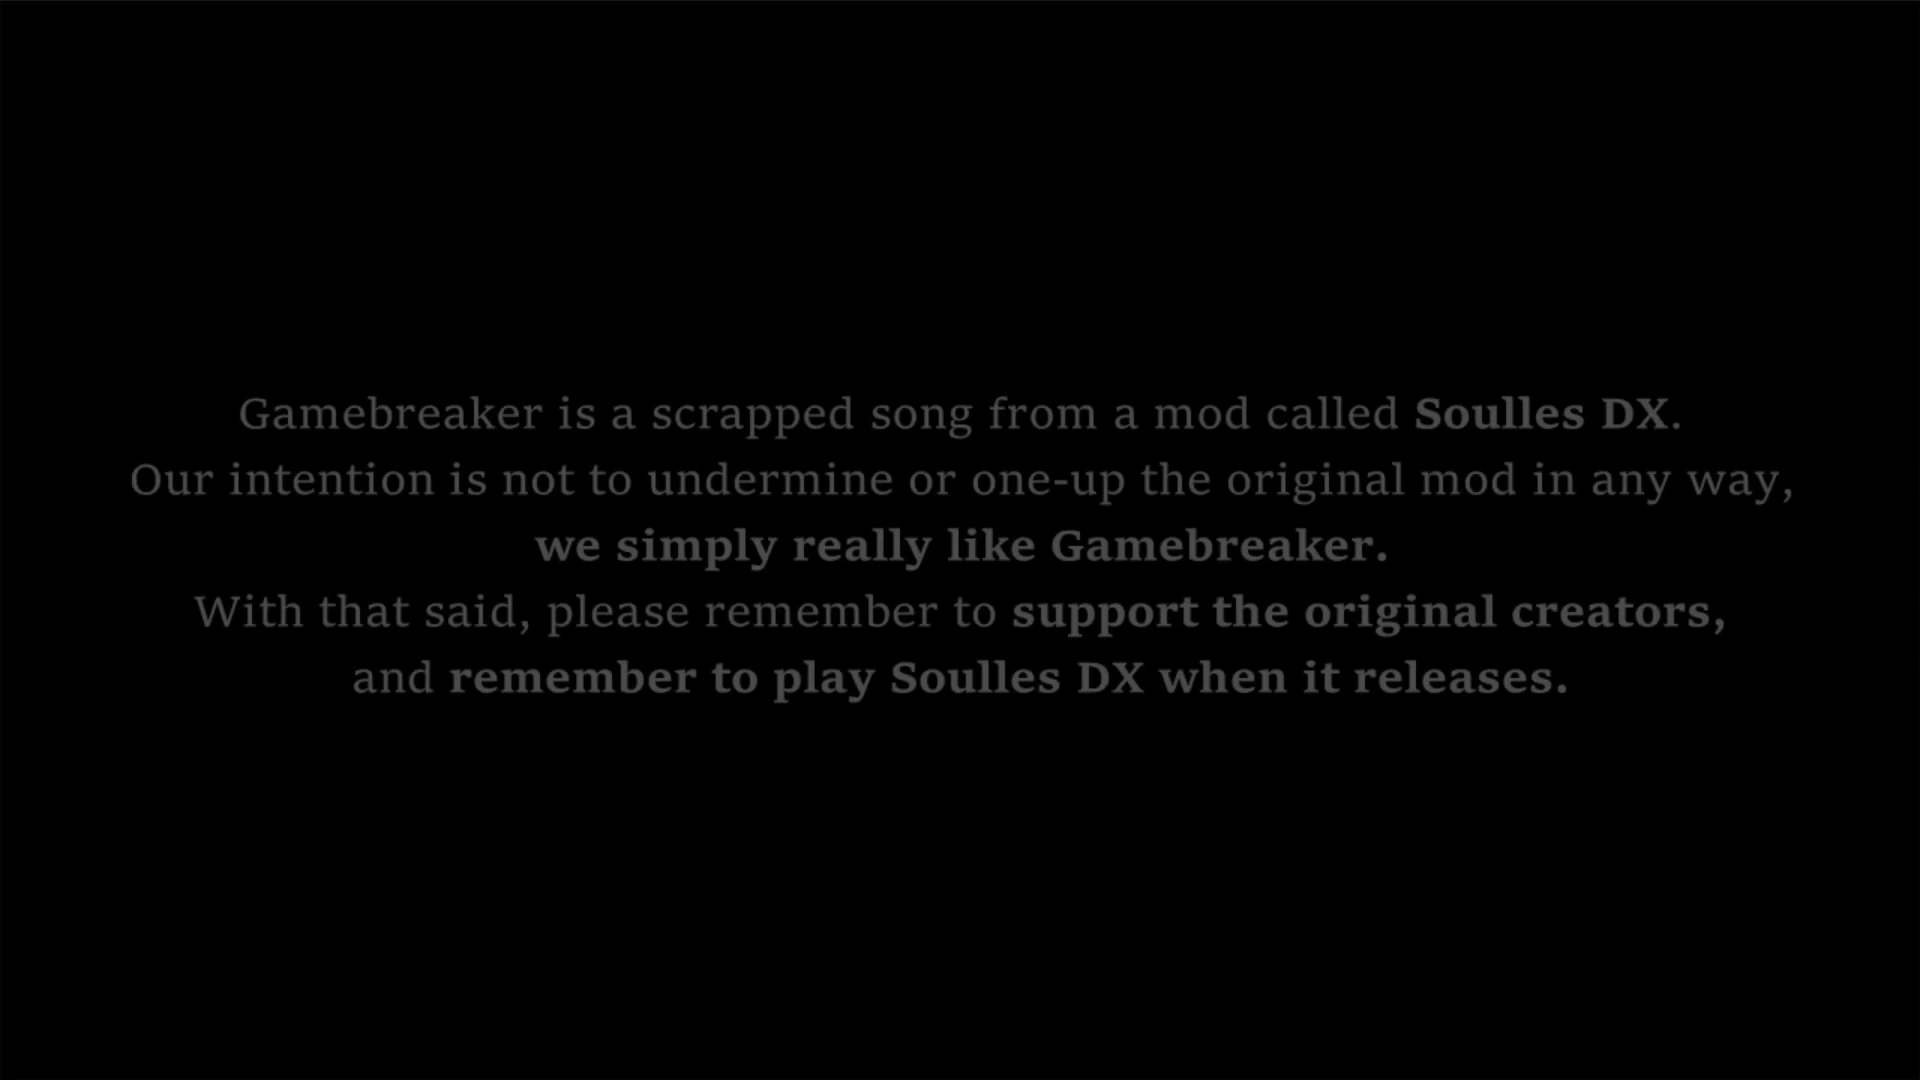 Gamebreaker is a scrapped song from a mod called Soulles DX.
Our intention is not to undermine or one-up the original mod in any way,
we simply really like Gamebreaker.
With that said, please remember to support the original creators,
and remember to play Soulles DX when it releases.